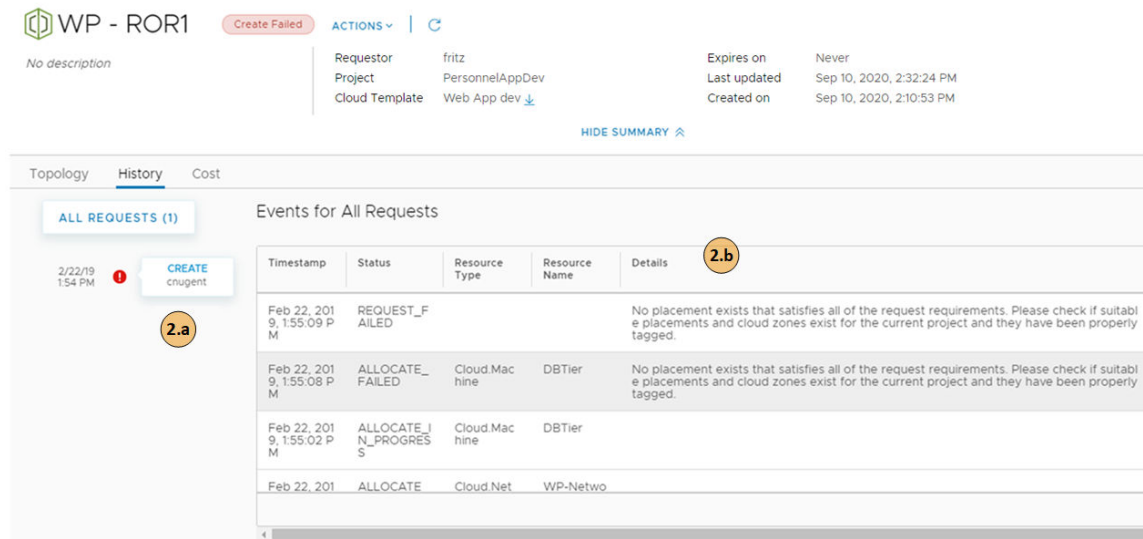 WP - ROR1 Create Failed ACTIONS
No description
Requestor fritz
Project PersonnelAppDev
Cloud Template Web App dev
Expires on Never
Last updated Sep 10, 2020, 2:32:24 PM
Created on Sep 10, 2020, 2:10:53 PM
HIDE SUMMARY
Topology History Cost
ALL REQUESTS (1)
2/22/19
1:54 PM
CREATE
cnugent
2.a
Events for All Requests
2.b
Timestamp Status Resource Type Resource Name Details
Feb 22, 201
9, 1:55:09 P
M
REQUEST_F
AILED
No placement exists that satisfies all of the request requirements. Please check if suitabl
e placements and cloud zones exist for the current project and they have been properly
tagged.
Feb 22, 201
9, 1:55:08 P
M
ALLOCATE_
FAILED
Cloud.Mac
hine
DBTier
No placement exists that satisfies all of the request requirements. Please check if suitabl
e placements and cloud zones exist for the current project and they have been properly
tagged.
Feb 22, 201
9, 1:55:02 P
M
ALLOCATE_I
N_PROGRES
S
Cloud.Mac
hine
DBTier
Feb 22, 201 ALLOCATE Cloud.Net WP-Netwo